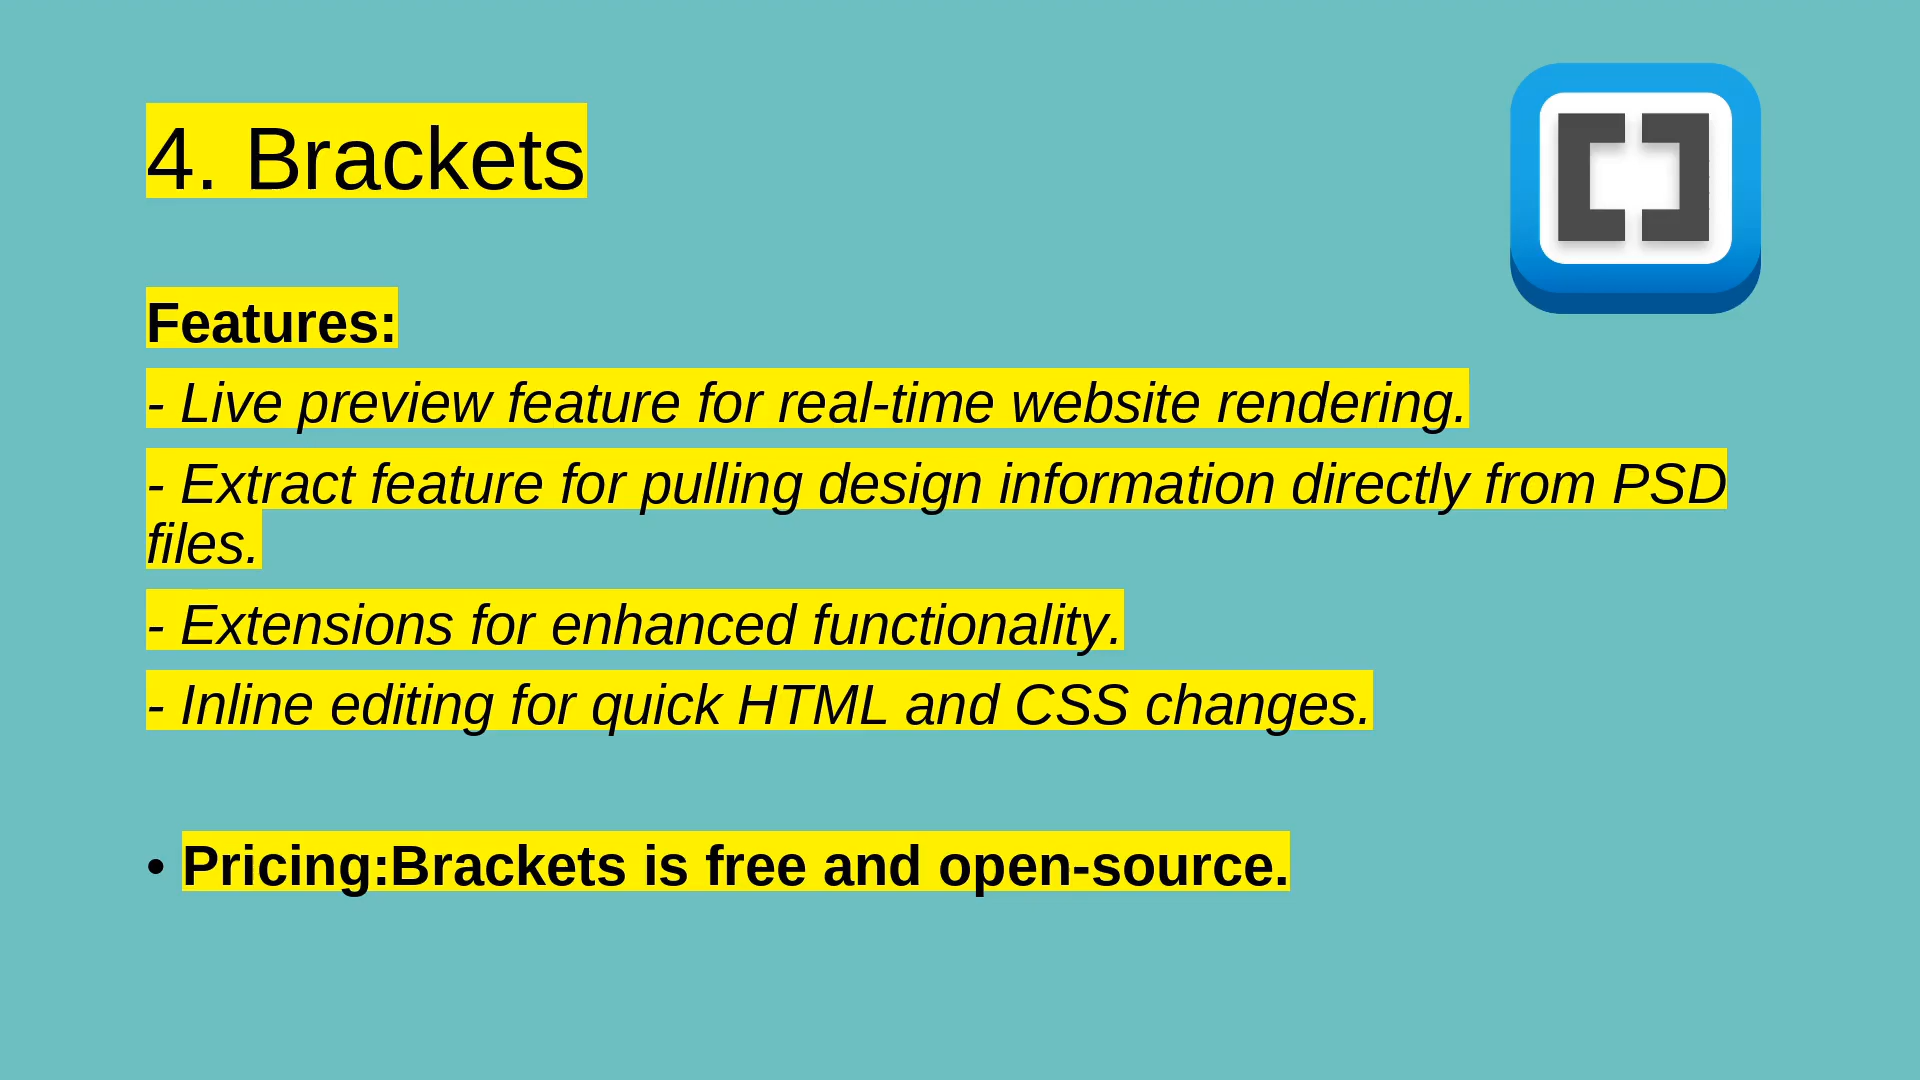 4. Brackets
Features:
- Live preview feature for real-time website rendering.
- Extract feature for pulling design information directly from PSD
files.
- Extensions for enhanced functionality.
- Inline editing for quick HTML and CSS changes.
• Pricing:Brackets is free and open-source.